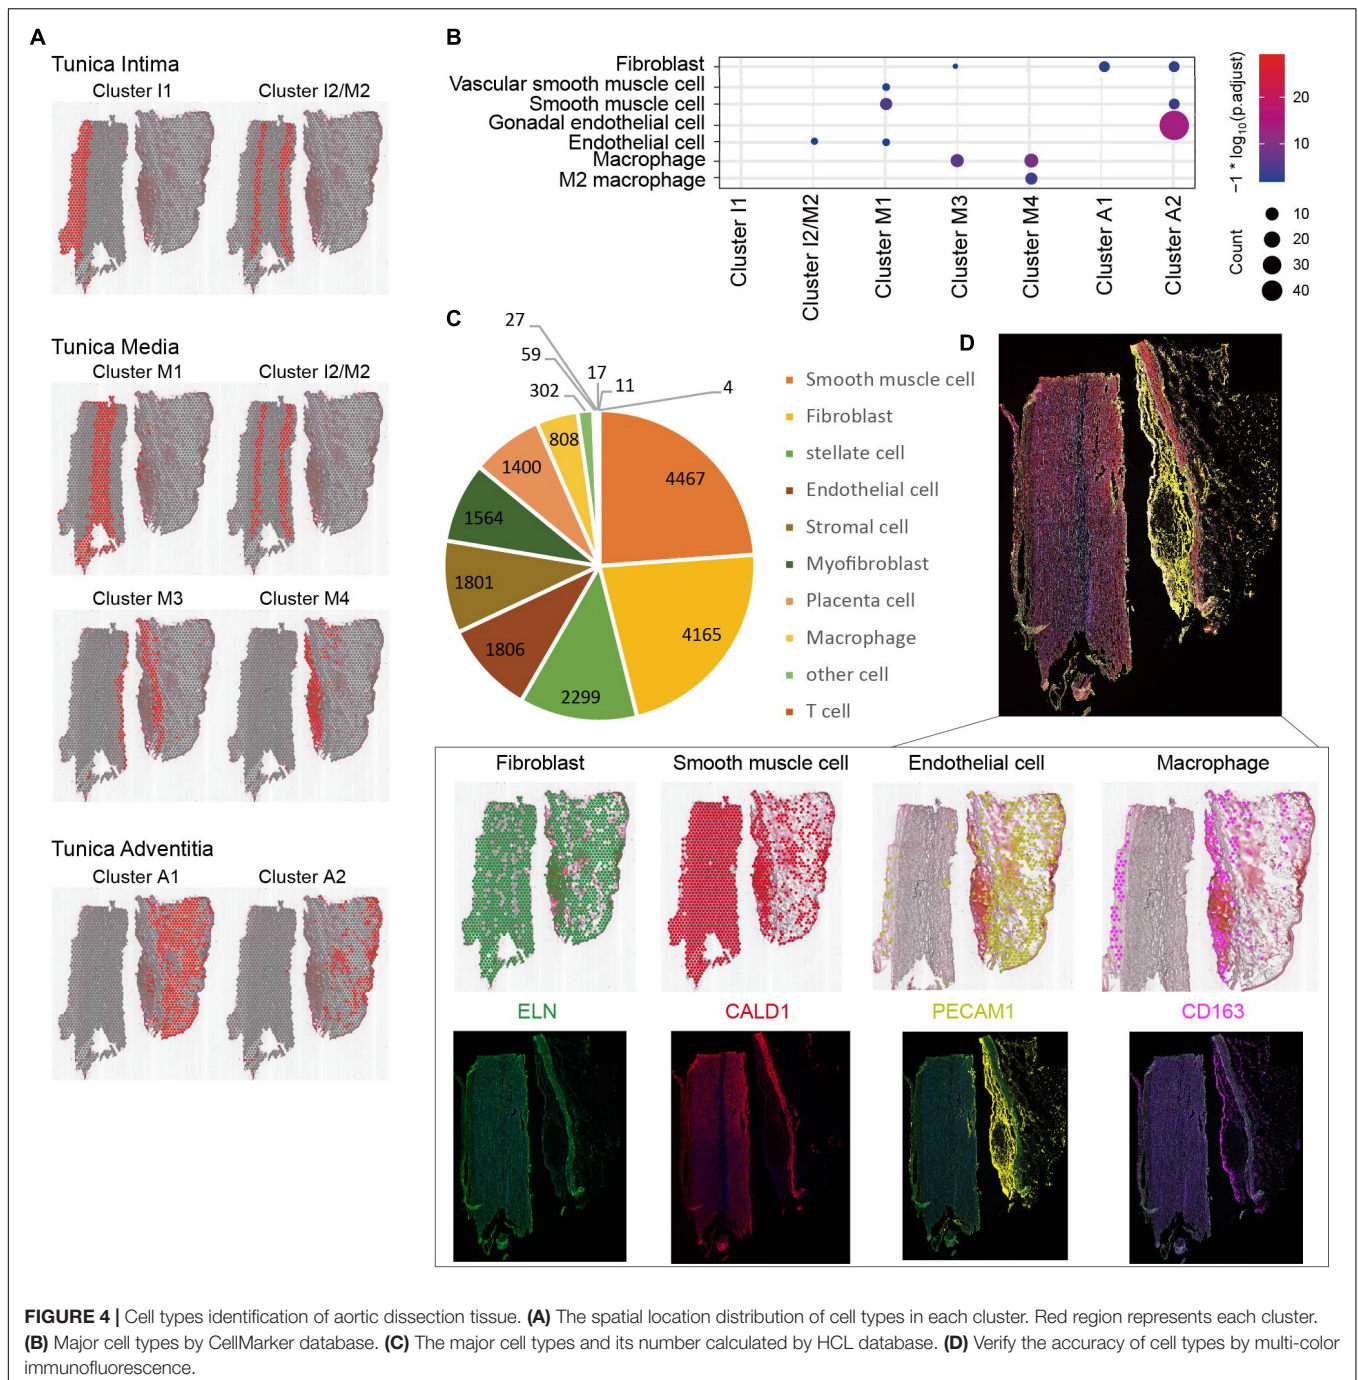 A
Tunica Intima
Cluster I1
Cluster I2/M2
Tunica Media
Cluster M1
Cluster I2/M2
Cluster M3
Cluster M4
Tunica Adventitia
Cluster A1
Cluster A2
B
Fibroblast
Vascular smooth muscle cell
Smooth muscle cell
Gonadal endothelial cell
Endothelial cell
Macrophage
M2 macrophage
Cluster I1
Cluster I2/M2
Cluster M1
Cluster M3
Cluster M4
Cluster A1
Cluster A2
−1 * log10(p.adjust)
20
10
Count
10
20
30
40
C
27
59
302
17
11
4
808
1400
1564
1801
1806
2299
4165
4467
Smooth muscle cell
Fibroblast
stellate cell
Endothelial cell
Stromal cell
Myofibroblast
Placenta cell
Macrophage
other cell
T cell
D
Fibroblast
Smooth muscle cell
Endothelial cell
Macrophage
ELN
CALD1
PECAM1
CD163
FIGURE 4 | Cell types identification of aortic dissection tissue. (A) The spatial location distribution of cell types in each cluster. Red region represents each cluster.
(B) Major cell types by CellMarker database. (C) The major cell types and its number calculated by HCL database. (D) Verify the accuracy of cell types by multi-color
immunofluorescence.